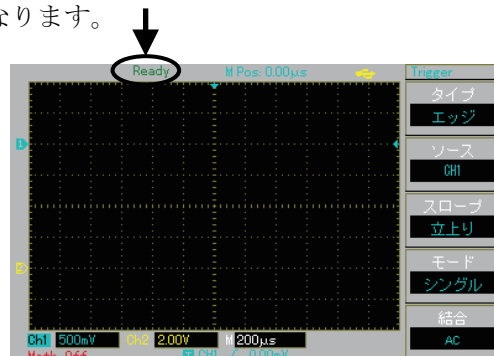 なります。
Ready M Pos: 0.00μs Trigger
タイプ
エッジ
1 ソース
CH1
スロープ
立上り
2 モード
シングル
結合
AC
Ch1 500mV Ch2 2.00V M 200μs
Math Off CH1 0.00mV